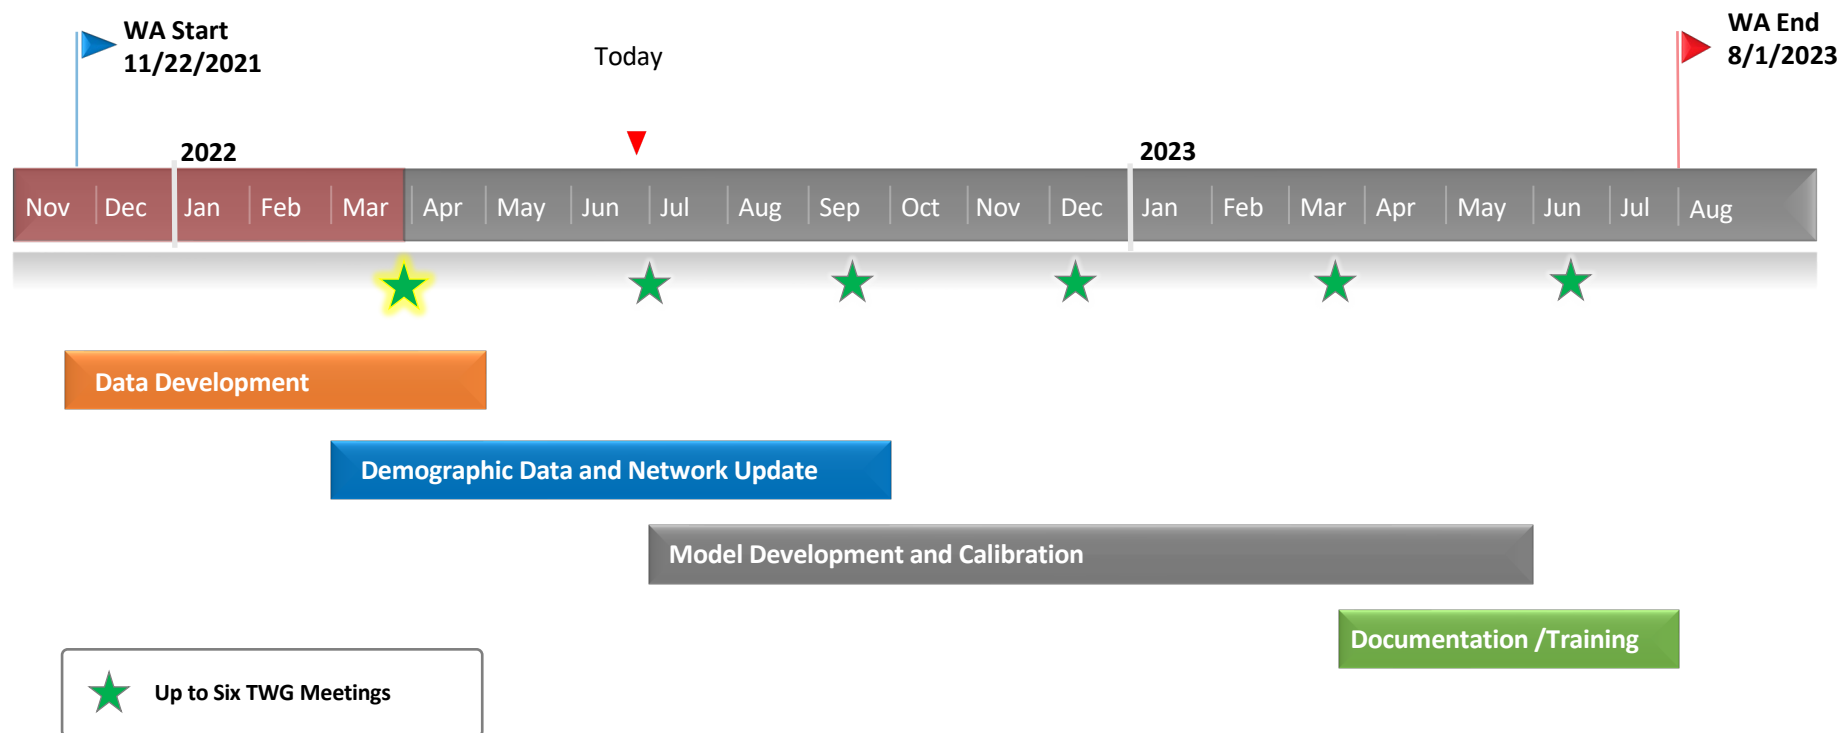 WA Start
11/22/2021
Today
WA End
8/1/2023
2022
2023
Nov Dec Jan Feb Mar Apr May Jun Jul Aug Sep Oct Nov Dec Jan Feb Mar Apr May Jun Jul Aug
Data Development
Demographic Data and Network Update
Model Development and Calibration
Documentation /Training
Up to Six TWG Meetings